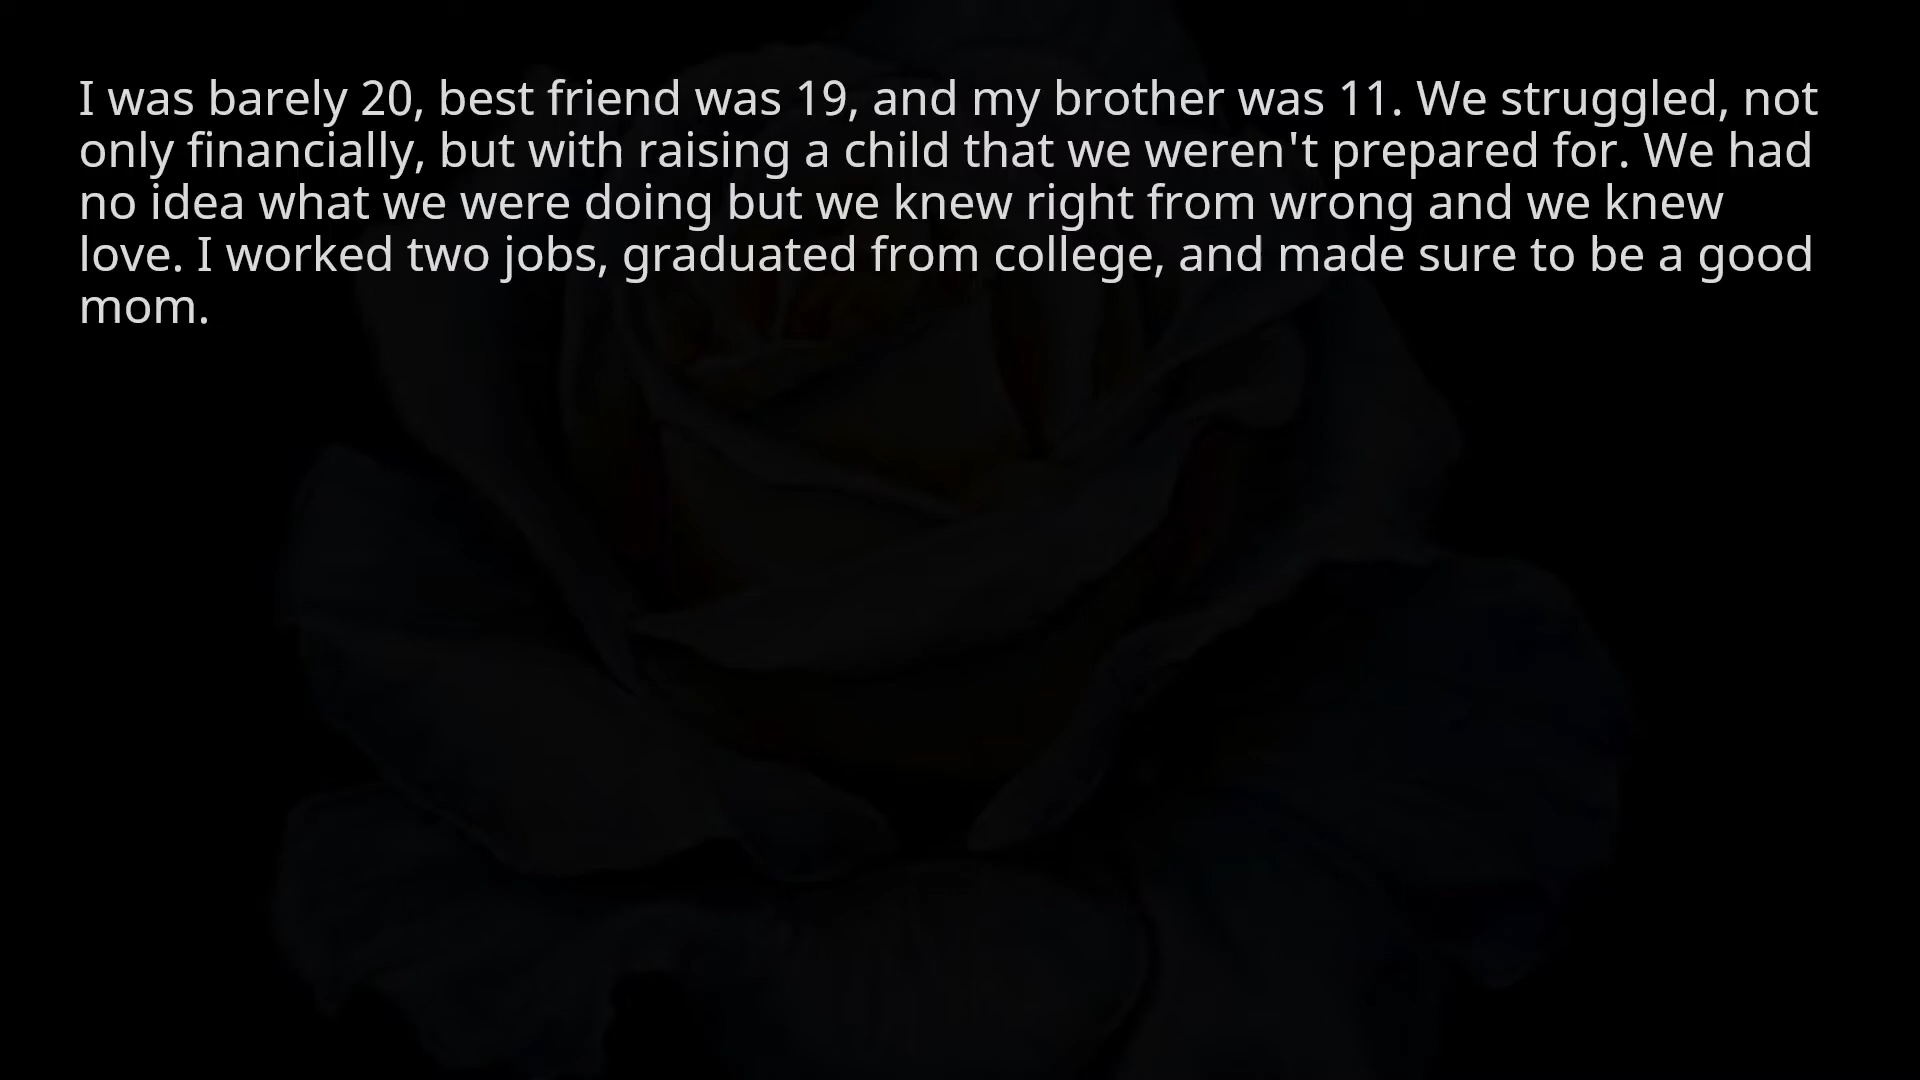 I was barely 20, best friend was 19, and my brother was 11. We struggled, not
only financially, but with raising a child that we weren't prepared for. We had
no idea what we were doing but we knew right from wrong and we knew
love. I worked two jobs, graduated from college, and made sure to be a good
mom.